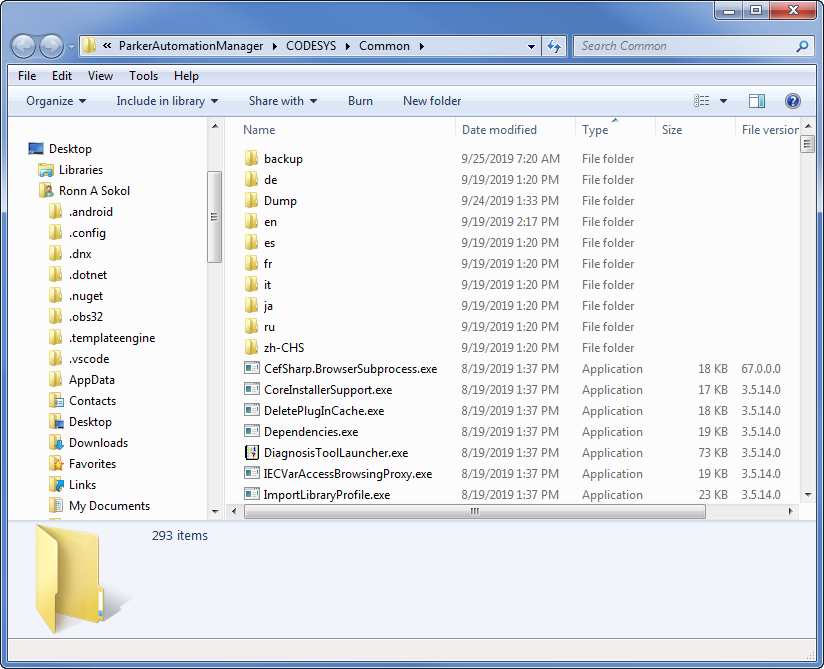 « ParkerAutomationManager ▸ CODESYS ▸ Common ▸
Search Common
File Edit View Tools Help
Organize Include in library Share with Burn New folder
Name Date modified Type Size File version
Desktop
Libraries
Ronn A Sokol
.android
.config
.dnx
.dotnet
.nuget
.obs32
.templateengine
.vscode
AppData
Contacts
Desktop
Downloads
Favorites
Links
My Documents
backup 9/25/2019 7:20 AM File folder
de 9/19/2019 1:20 PM File folder
Dump 9/24/2019 1:33 PM File folder
en 9/19/2019 2:17 PM File folder
es 9/19/2019 1:20 PM File folder
fr 9/19/2019 1:20 PM File folder
it 9/19/2019 1:20 PM File folder
ja 9/19/2019 1:20 PM File folder
ru 9/19/2019 1:20 PM File folder
zh-CHS 9/19/2019 1:20 PM File folder
CefSharp.BrowserSubprocess.exe 8/19/2019 1:37 PM Application 18 KB 67.0.0.0
CoreInstallerSupport.exe 8/19/2019 1:37 PM Application 17 KB 3.5.14.0
DeletePlugInCache.exe 8/19/2019 1:37 PM Application 18 KB 3.5.14.0
Dependencies.exe 8/19/2019 1:37 PM Application 19 KB 3.5.14.0
DiagnosisToolLauncher.exe 8/19/2019 1:37 PM Application 73 KB 3.5.14.0
IECVarAccessBrowsingProxy.exe 8/19/2019 1:37 PM Application 19 KB 3.5.14.0
ImportLibraryProfile.exe 8/19/2019 1:37 PM Application 23 KB 3.5.14.0
293 items